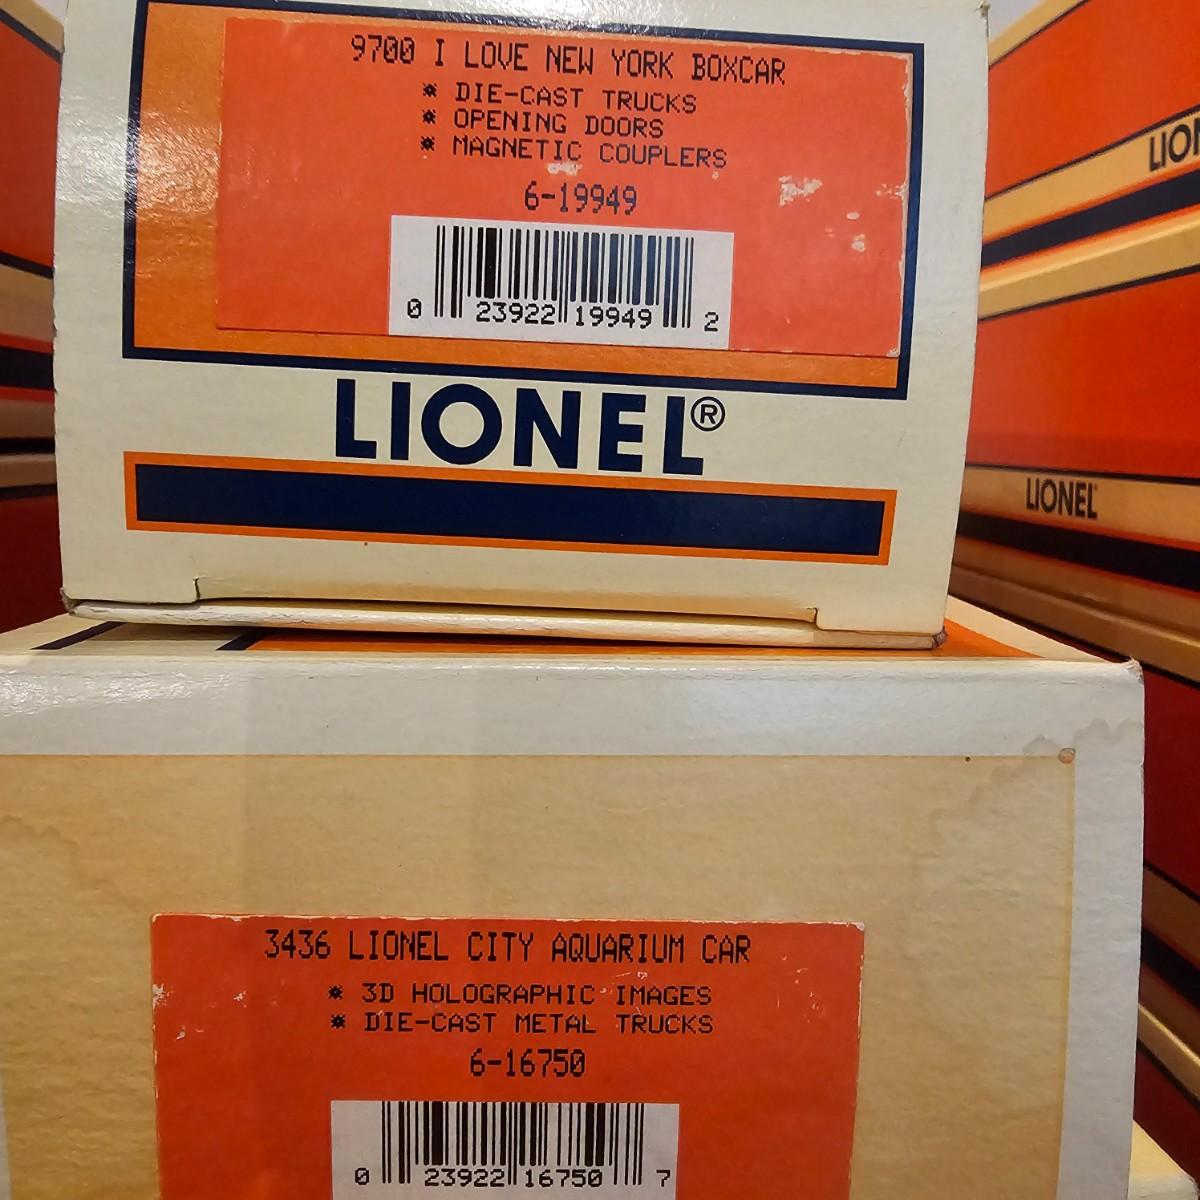 9700 I LOVE NEW YORK BOXCAR
* DIE-CAST TRUCKS
* OPENING DOORS
* MAGNETIC COUPLERS
6-19949
0 23922 19949 2
LIONEL®
LIONEL
3436 LIONEL CITY AQUARIUM CAR
* 3D HOLOGRAPHIC IMAGES
* DIE-CAST METAL TRUCKS
6-16750
0 23922 16750 7